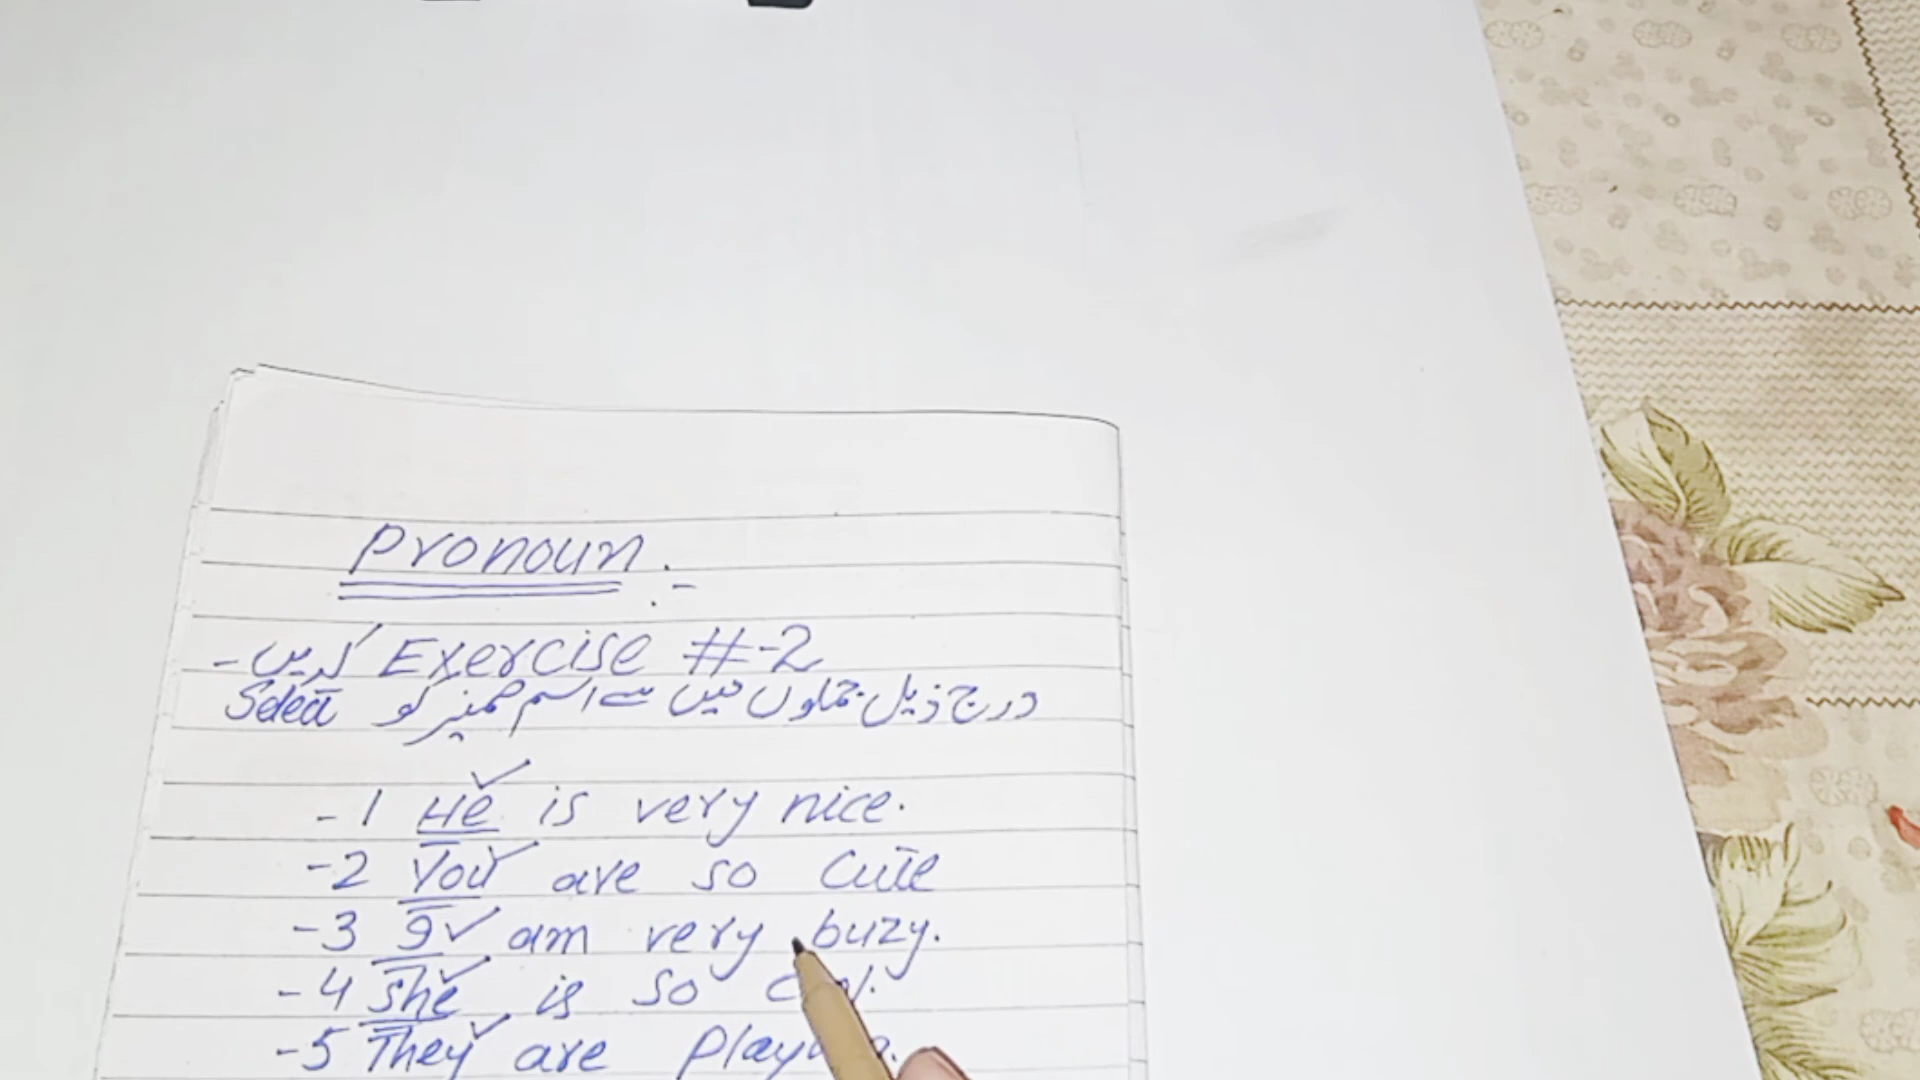 Pronoun :-
Exercise #-2
درج ذیل جملوں میں سے اسم ضمیر کو Select
کریں -
-1 He is very nice.
-2 You are so cute
-3 I am very buzy.
-4 She is so
-5 They are